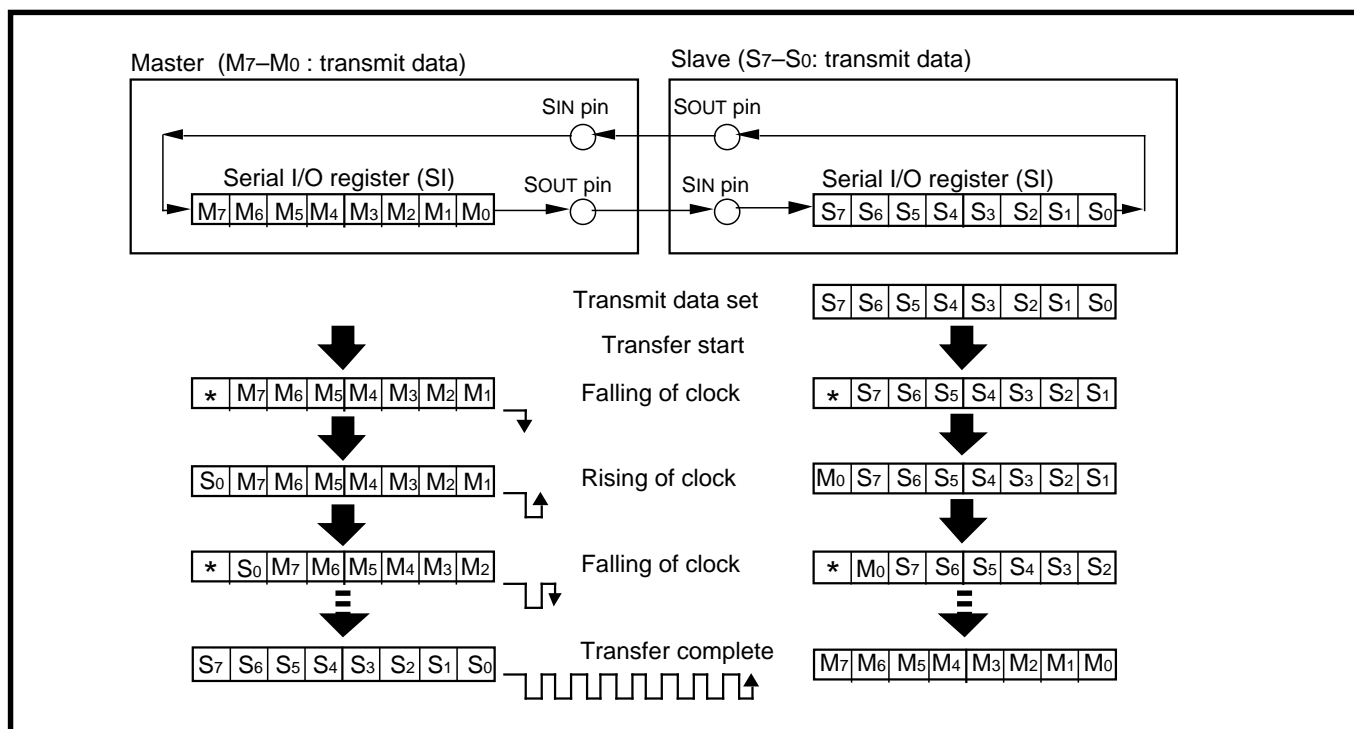 Master (M7–M0 : transmit data)
Slave (S7–S0: transmit data)
SIN pin
SOUT pin
Serial I/O register (SI)
SOUT pin
SIN pin
Serial I/O register (SI)
M7 M6 M5 M4 M3 M2 M1 M0
S7 S6 S5 S4 S3 S2 S1 S0
Transmit data set
S7 S6 S5 S4 S3 S2 S1 S0
Transfer start
* M7 M6 M5 M4 M3 M2 M1
Falling of clock
* S7 S6 S5 S4 S3 S2 S1
S0 M7 M6 M5 M4 M3 M2 M1
Rising of clock
M0 S7 S6 S5 S4 S3 S2 S1
* S0 M7 M6 M5 M4 M3 M2
Falling of clock
* M0 S7 S6 S5 S4 S3 S2
S7 S6 S5 S4 S3 S2 S1 S0
Transfer complete
M7 M6 M5 M4 M3 M2 M1 M0